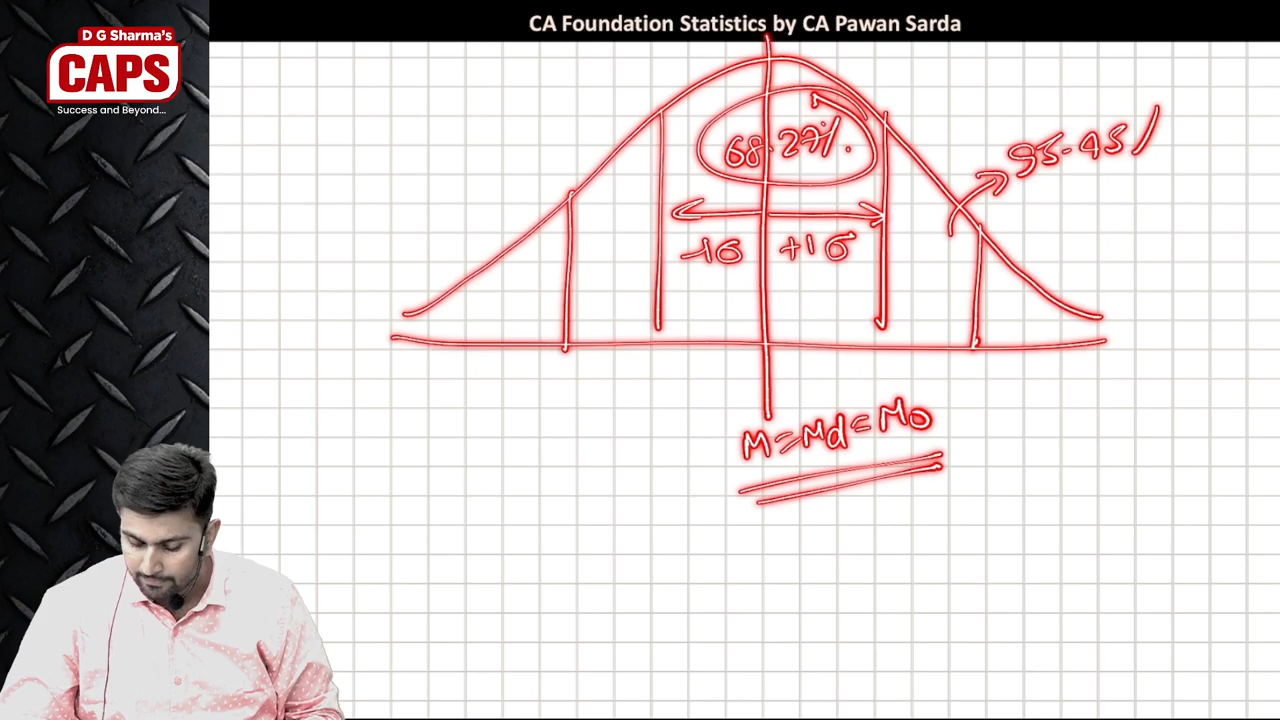 CA Foundation Statistics by CA Pawan Sarda
D G Sharma's
CAPS
Success and Beyond...
68.27%.
95.45%
-1σ +1σ
M=Md=Mo